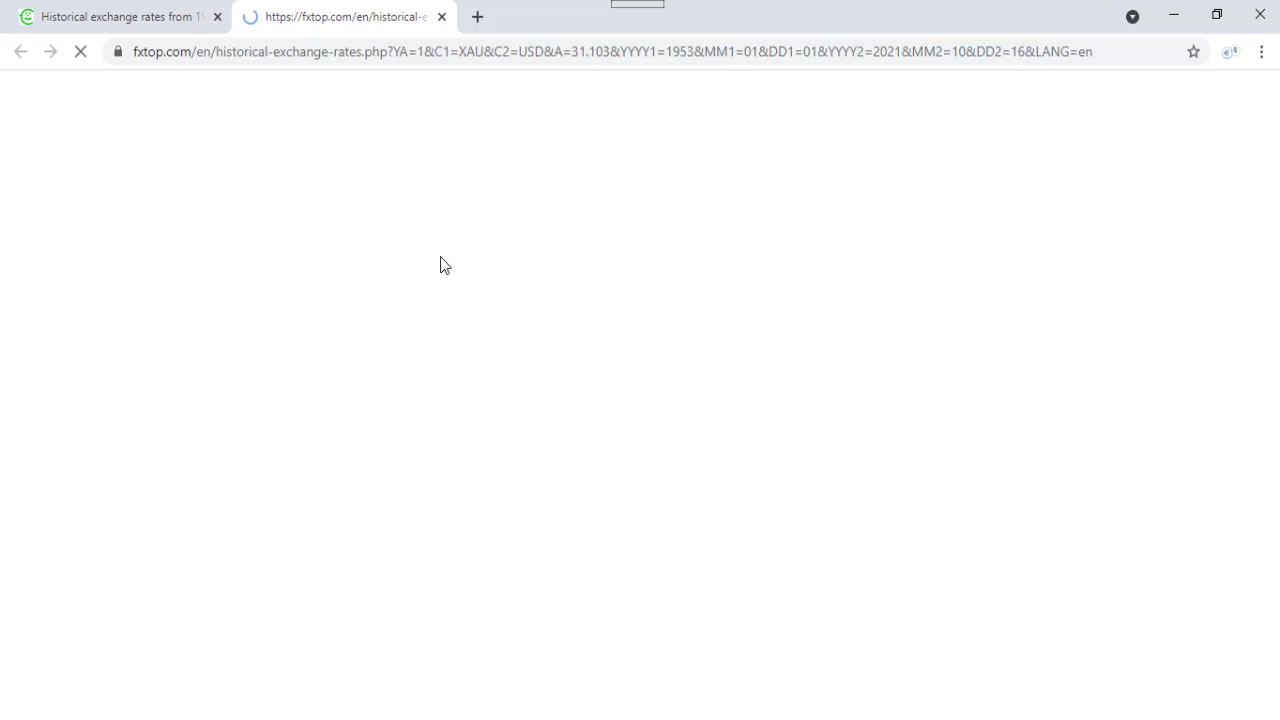 Historical exchange rates from 19
https://fxtop.com/en/historical-e
fxtop.com/en/historical-exchange-rates.php?YA=1&C1=XAU&C2=USD&A=31.103&YYYY1=1953&MM1=01&DD1=01&YYYY2=2021&MM2=10&DD2=16&LANG=en